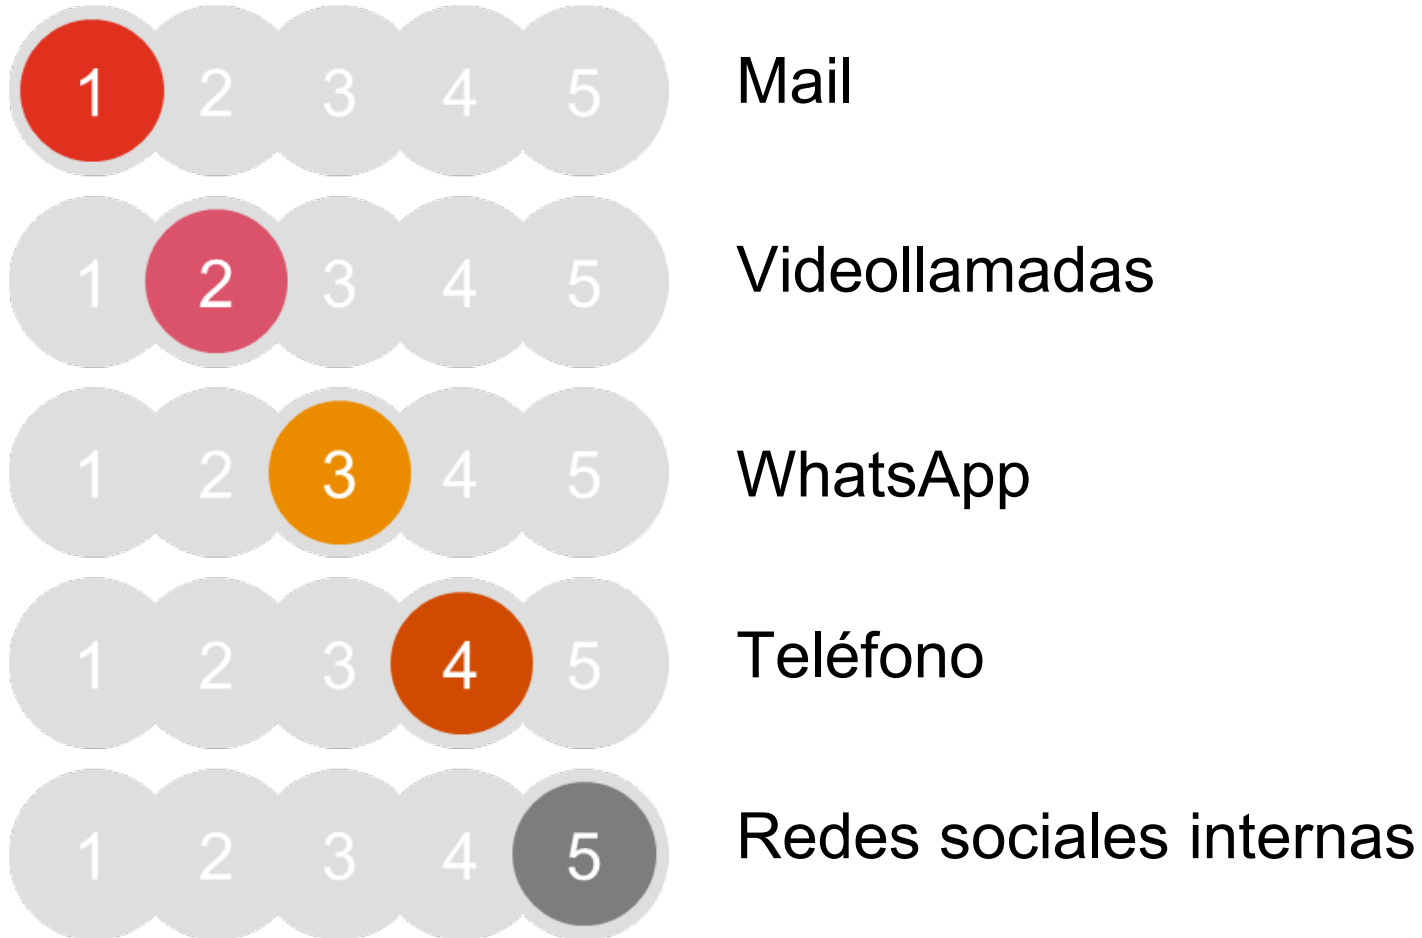 1 2 3 4 5 Mail
1 2 3 4 5 Videollamadas
1 2 3 4 5 WhatsApp
1 2 3 4 5 Teléfono
1 2 3 4 5 Redes sociales internas